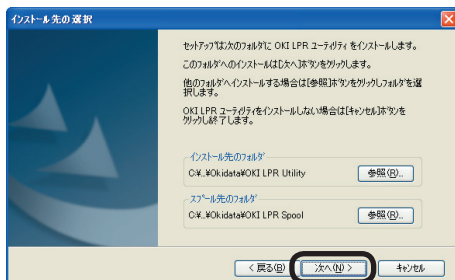 インストール先の選択
セットアップは次のフォルダに OKI LPR ユーティリティ をインストールします。
このフォルダへのインストールは[次へ]ボタンをクリックします。
他のフォルダへインストールする場合は[参照]ボタンをクリックしフォルダを選
択します。
OKI LPR ユーティリティをインストールしない場合は[キャンセル]ボタンを
クリックし終了します。
インストール先のフォルダ
C:¥..¥Okidata¥OKI LPR Utility
参照(R)...
スプール先のフォルダ
C:¥..¥Okidata¥OKI LPR Spool
参照(R)...
< 戻る(B)
次へ(N) >
キャンセル